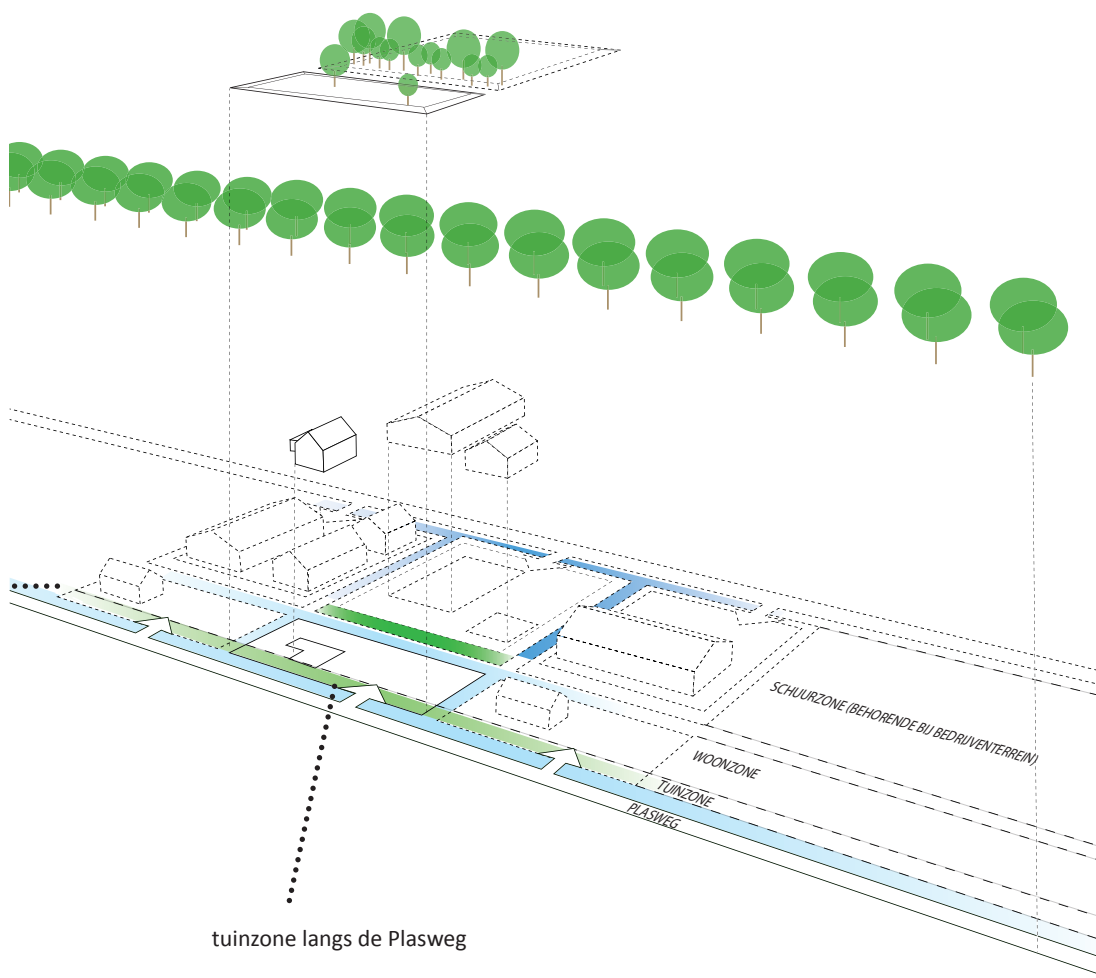 SCHUURZONE (BEHORENDE BIJ BEDRIJVENTERREIN)
WOONZONE
TUINZONE
PLASWEG
tuinzone langs de Plasweg